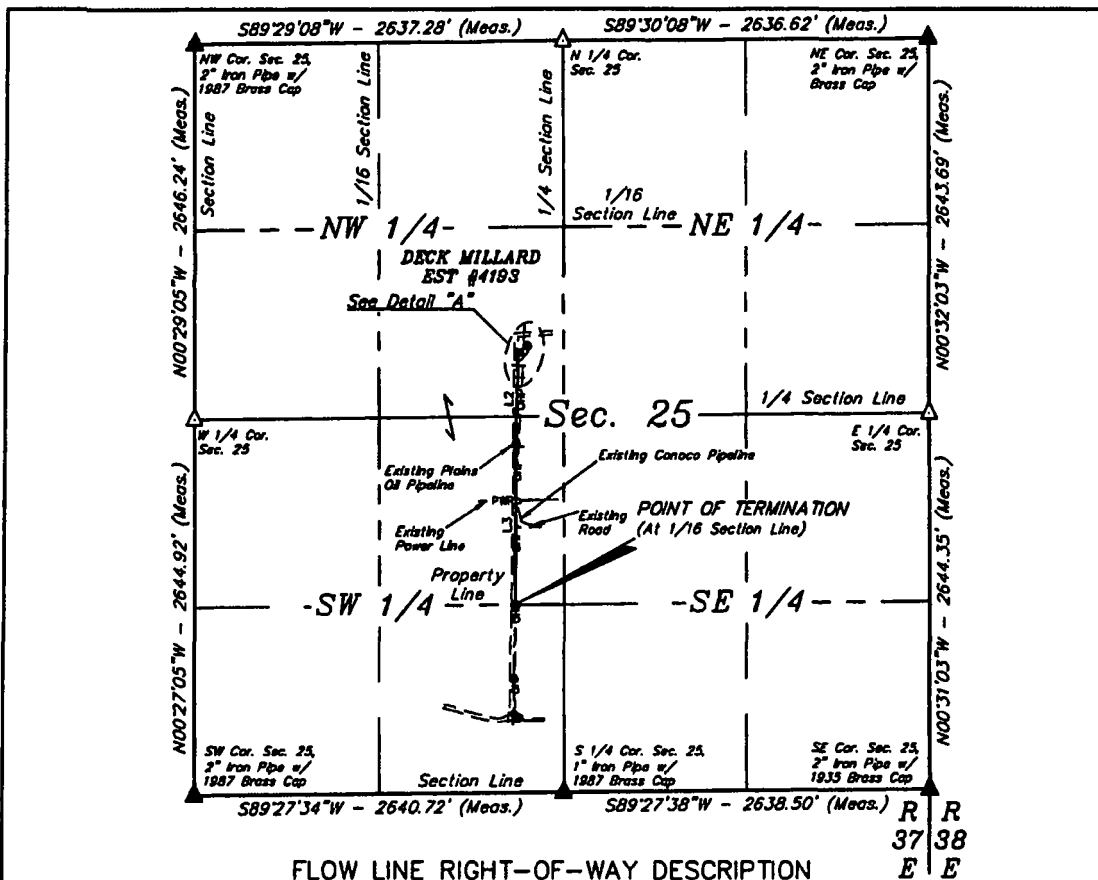 S89°29'08"W - 2637.28' (Meas.)
S89°30'08"W - 2636.62' (Meas.)
NW Cor. Sec. 25,
2" Iron Pipe w/
1987 Brass Cap
N 1/4 Cor.
Sec. 25
NE Cor. Sec. 25,
2" Iron Pipe w/
Brass Cap
Section Line
1/16 Section Line
1/4 Section Line
N00°29'05"W - 2646.24' (Meas.)
N00°32'03"W - 2643.69' (Meas.)
1/16
Section Line
NW 1/4
NE 1/4
DECK MILLARD
EST #4193
See Detail "A"
L2
Sec. 25
1/4 Section Line
W 1/4 Cor.
Sec. 25
E 1/4 Cor.
Sec. 25
Existing Plains
Oil Pipeline
Existing Conoco Pipeline
Existing
Power Line
L3
Existing
Road
POINT OF TERMINATION
(At 1/16 Section Line)
Property
Line
SW 1/4
SE 1/4
N00°27'05"W - 2644.92' (Meas.)
N00°31'03"W - 2644.35' (Meas.)
SW Cor. Sec. 25,
2" Iron Pipe w/
1987 Brass Cap
Section Line
S 1/4 Cor. Sec. 25,
1" Iron Pipe w/
1987 Brass Cap
SE Cor. Sec. 25,
2" Iron Pipe w/
1935 Brass Cap
S89°27'34"W - 2640.72' (Meas.)
S89°27'38"W - 2638.50' (Meas.)
R R
37 38
E E
FLOW LINE RIGHT-OF-WAY DESCRIPTION